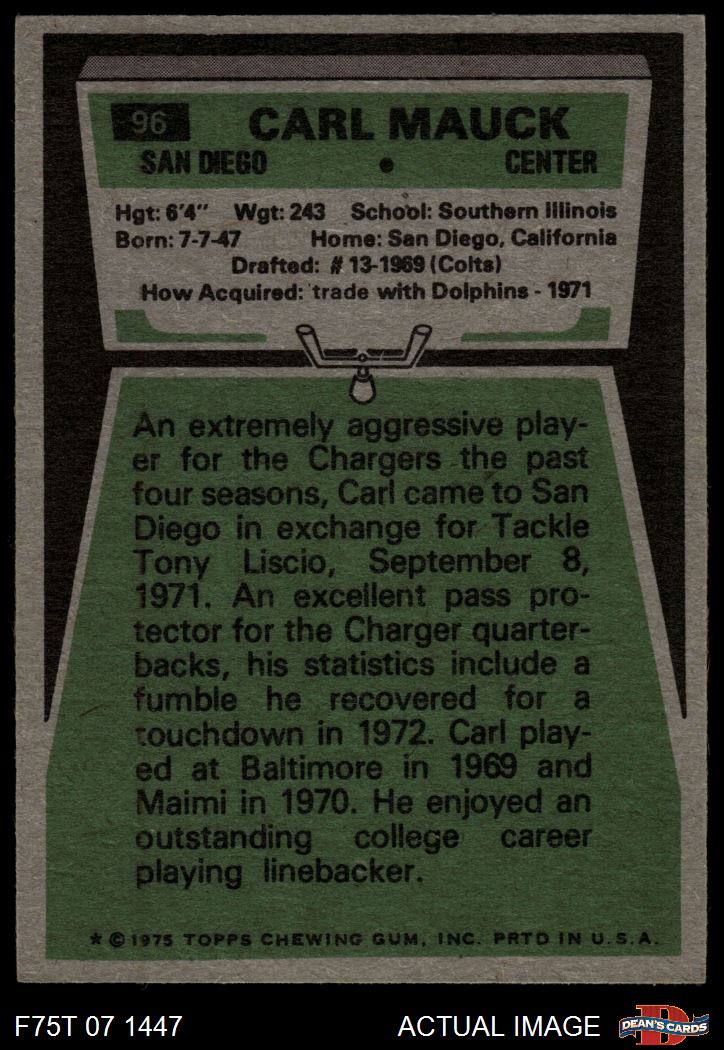 96 CARL MAUCK
SAN DIEGO • CENTER
Hgt: 6'4" Wgt: 243 School: Southern Illinois
Born: 7-7-47 Home: San Diego, California
Drafted: # 13-1969 (Colts)
How Acquired: trade with Dolphins - 1971
An extremely aggressive play-
er for the Chargers the past
four seasons, Carl came to San
Diego in exchange for Tackle
Tony Liscio, September 8,
1971. An excellent pass pro-
tector for the Charger quarter-
backs, his statistics include a
fumble he recovered for a
touchdown in 1972. Carl play-
ed at Baltimore in 1969 and
Maimi in 1970. He enjoyed an
outstanding college career
playing linebacker.
* © 1975 TOPPS CHEWING GUM, INC. PRTD IN U.S.A.
F75T 07 1447 ACTUAL IMAGE D DEAN'S CARDS